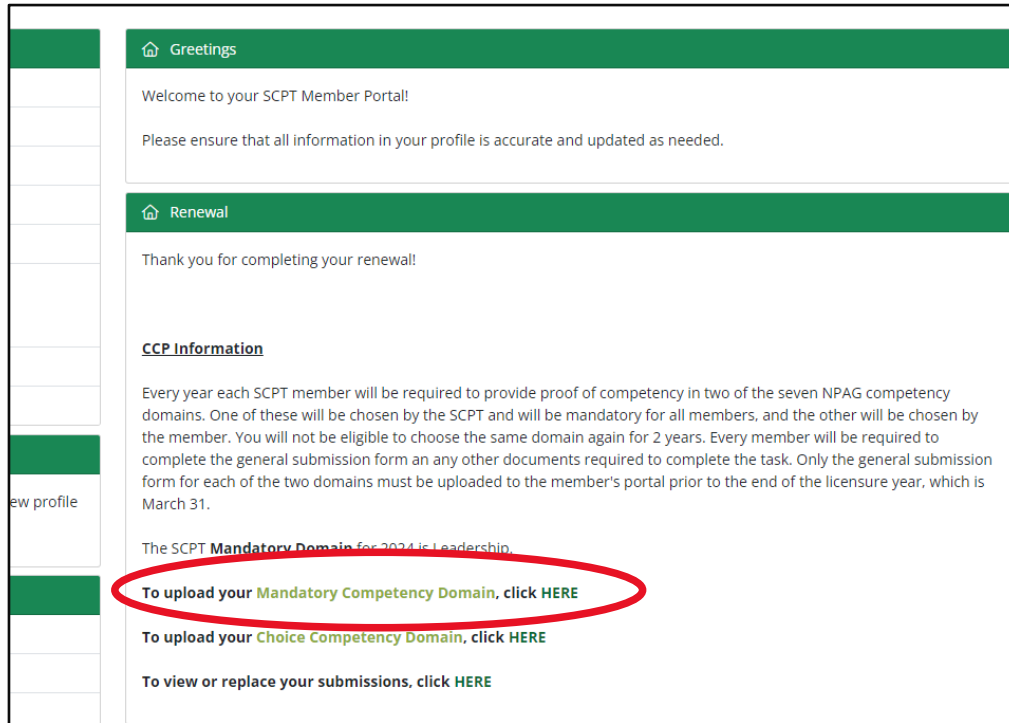 Greetings
Welcome to your SCPT Member Portal!
Please ensure that all information in your profile is accurate and updated as needed.
Renewal
Thank you for completing your renewal!
CCP Information
Every year each SCPT member will be required to provide proof of competency in two of the seven NPAG competency
domains. One of these will be chosen by the SCPT and will be mandatory for all members, and the other will be chosen by
the member. You will not be eligible to choose the same domain again for 2 years. Every member will be required to
complete the general submission form an any other documents required to complete the task. Only the general submission
form for each of the two domains must be uploaded to the member's portal prior to the end of the licensure year, which is
March 31.
ew profile
The SCPT Mandatory Domain for 2024 is Leadership.
To upload your Mandatory Competency Domain, click HERE
To upload your Choice Competency Domain, click HERE
To view or replace your submissions, click HERE